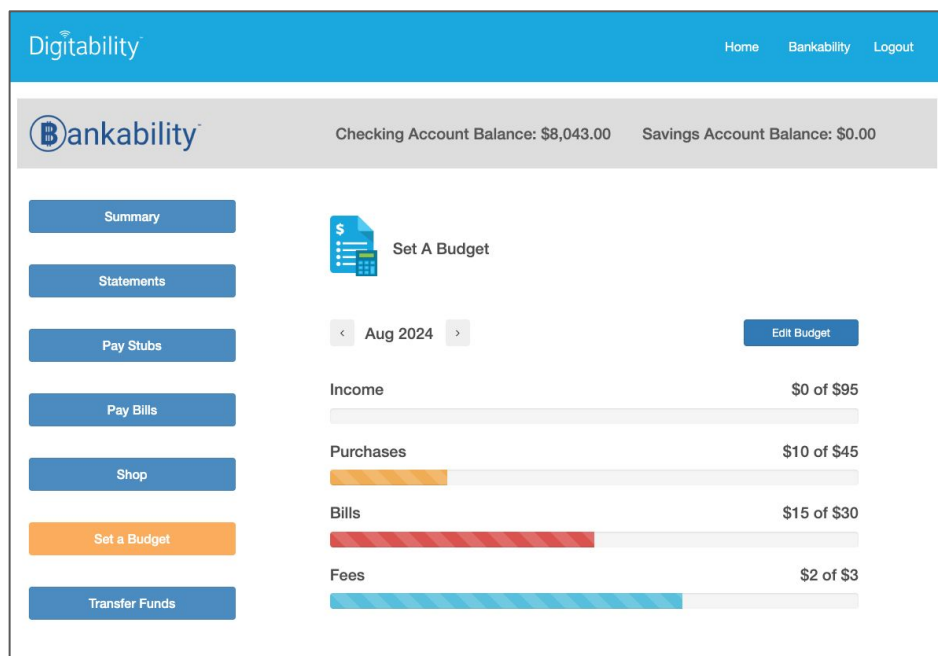 Digitability™
Home Bankability Logout
Bankability™
Checking Account Balance: $8,043.00 Savings Account Balance: $0.00
Summary
Statements
Pay Stubs
Pay Bills
Shop
Set a Budget
Transfer Funds
$
Set A Budget
‹ Aug 2024 ›
Edit Budget
Income $0 of $95
Purchases $10 of $45
Bills $15 of $30
Fees $2 of $3